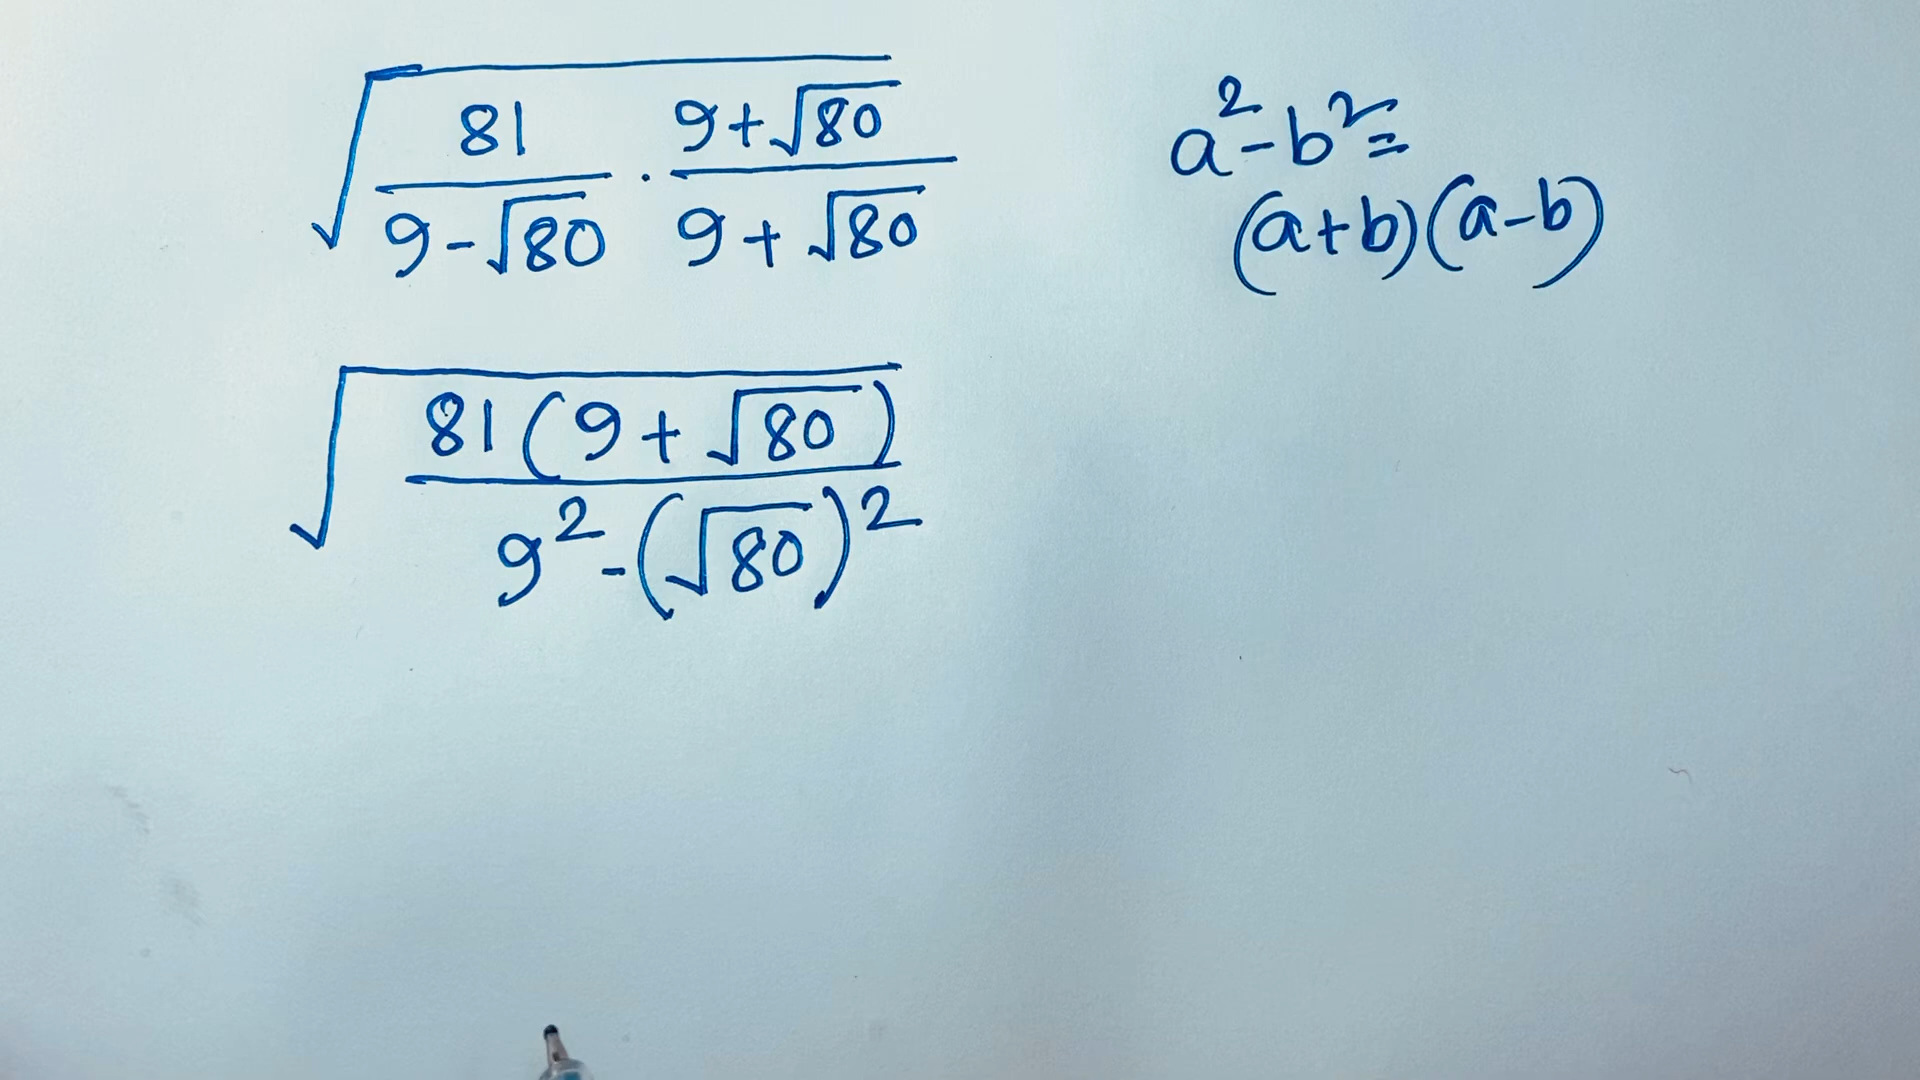 √(81/(9-√80) · (9+√80)/(9+√80))
a²-b²=
(a+b)(a-b)
√(81(9+√80)/(9²-(√80)²))